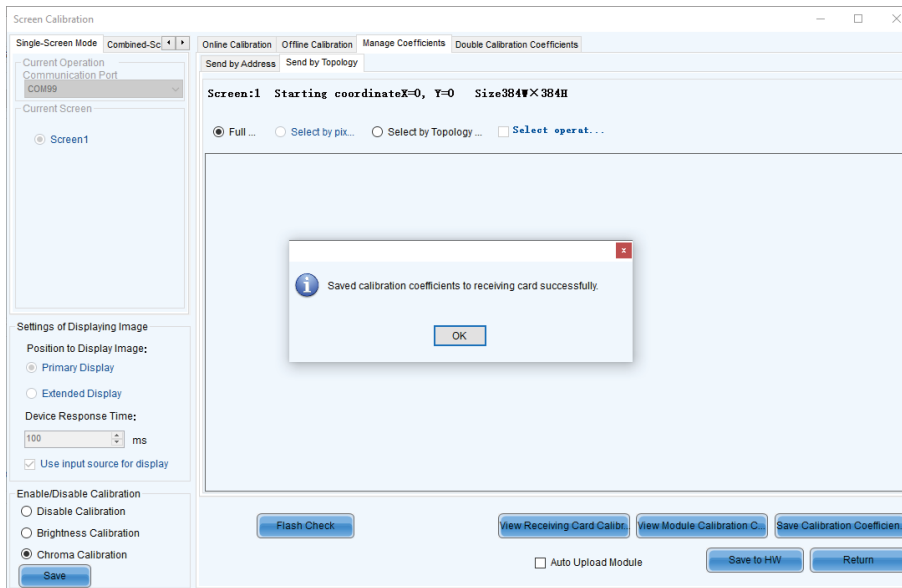 Screen Calibration
Single-Screen Mode Combined-Sc
Online Calibration Offline Calibration Manage Coefficients Double Calibration Coefficients
Send by Address Send by Topology
Current Operation
Communication Port
COM99
Current Screen
Screen1
Screen:1 Starting coordinateX=0, Y=0 Size384W×384H
Full ... Select by pix... Select by Topology ... Select operat...
x
Saved calibration coefficients to receiving card successfully.
OK
Settings of Displaying Image
Position to Display Image:
Primary Display
Extended Display
Device Response Time:
100 ms
Use input source for display
Enable/Disable Calibration
Disable Calibration
Brightness Calibration
Chroma Calibration
Save
Flash Check View Receiving Card Calibr... View Module Calibration C... Save Calibration Coefficien...
Auto Upload Module Save to HW Return